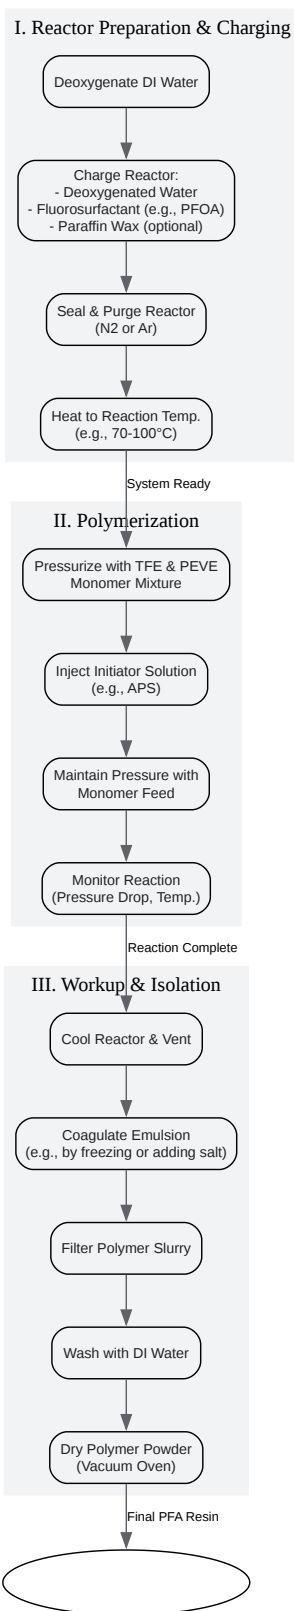 I. Reactor Preparation & Charging
Deoxygenate DI Water
Charge Reactor:
- Deoxygenated Water
- Fluorosurfactant (e.g., PFOA)
- Paraffin Wax (optional)
Seal & Purge Reactor
(N2 or Ar)
Heat to Reaction Temp.
(e.g., 70-100°C)
System Ready
II. Polymerization
Pressurize with TFE & PEVE
Monomer Mixture
Inject Initiator Solution
(e.g., APS)
Maintain Pressure with
Monomer Feed
Monitor Reaction
(Pressure Drop, Temp.)
Reaction Complete
III. Workup & Isolation
Cool Reactor & Vent
Coagulate Emulsion
(e.g., by freezing or adding salt)
Filter Polymer Slurry
Wash with DI Water
Dry Polymer Powder
(Vacuum Oven)
Final PFA Resin